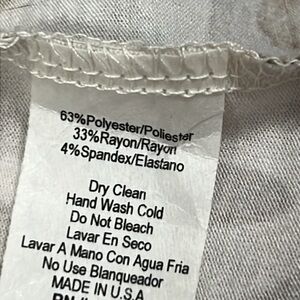 63%Polyester/Poliester
33%Rayon/Rayon
4%Spandex/Elastano
Dry Clean
Hand Wash Cold
Do Not Bleach
Lavar En Seco
Lavar A Mano Con Agua Fria
No Use Blanqueador
MADE IN U.S.A